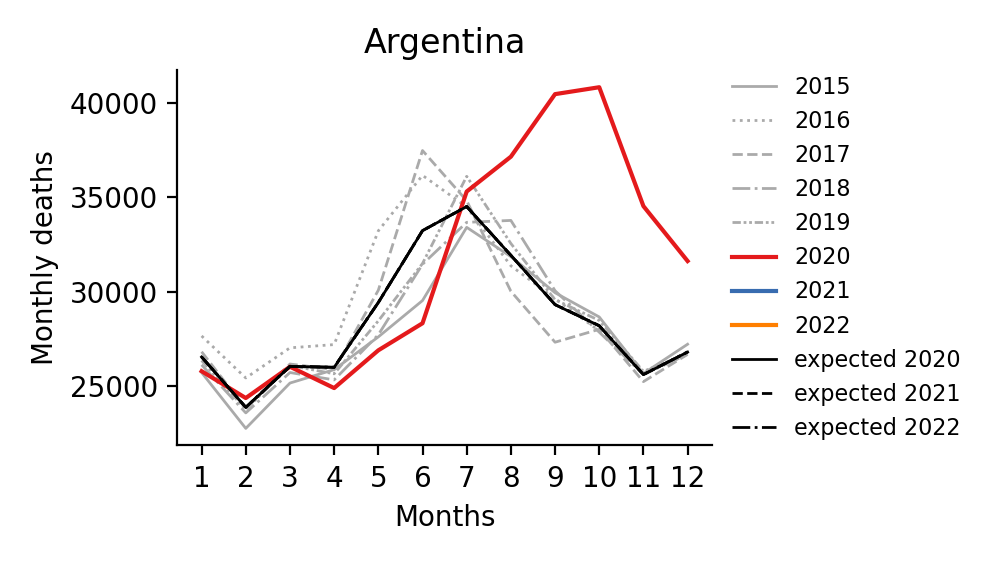 Argentina
Monthly deaths
40000
35000
30000
25000
1 2 3 4 5 6 7 8 9 10 11 12
Months
2015
2016
2017
2018
2019
2020
2021
2022
expected 2020
expected 2021
expected 2022